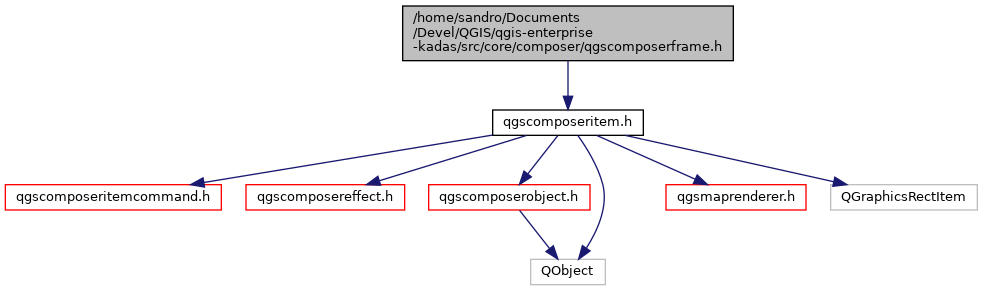 /home/sandro/Documents
/Devel/QGIS/qgis-enterprise
-kadas/src/core/composer/qgscomposerframe.h
qgscomposeritem.h
qgscomposeritemcommand.h
qgscomposereffect.h
qgscomposerobject.h
qgsmaprenderer.h
QGraphicsRectItem
QObject